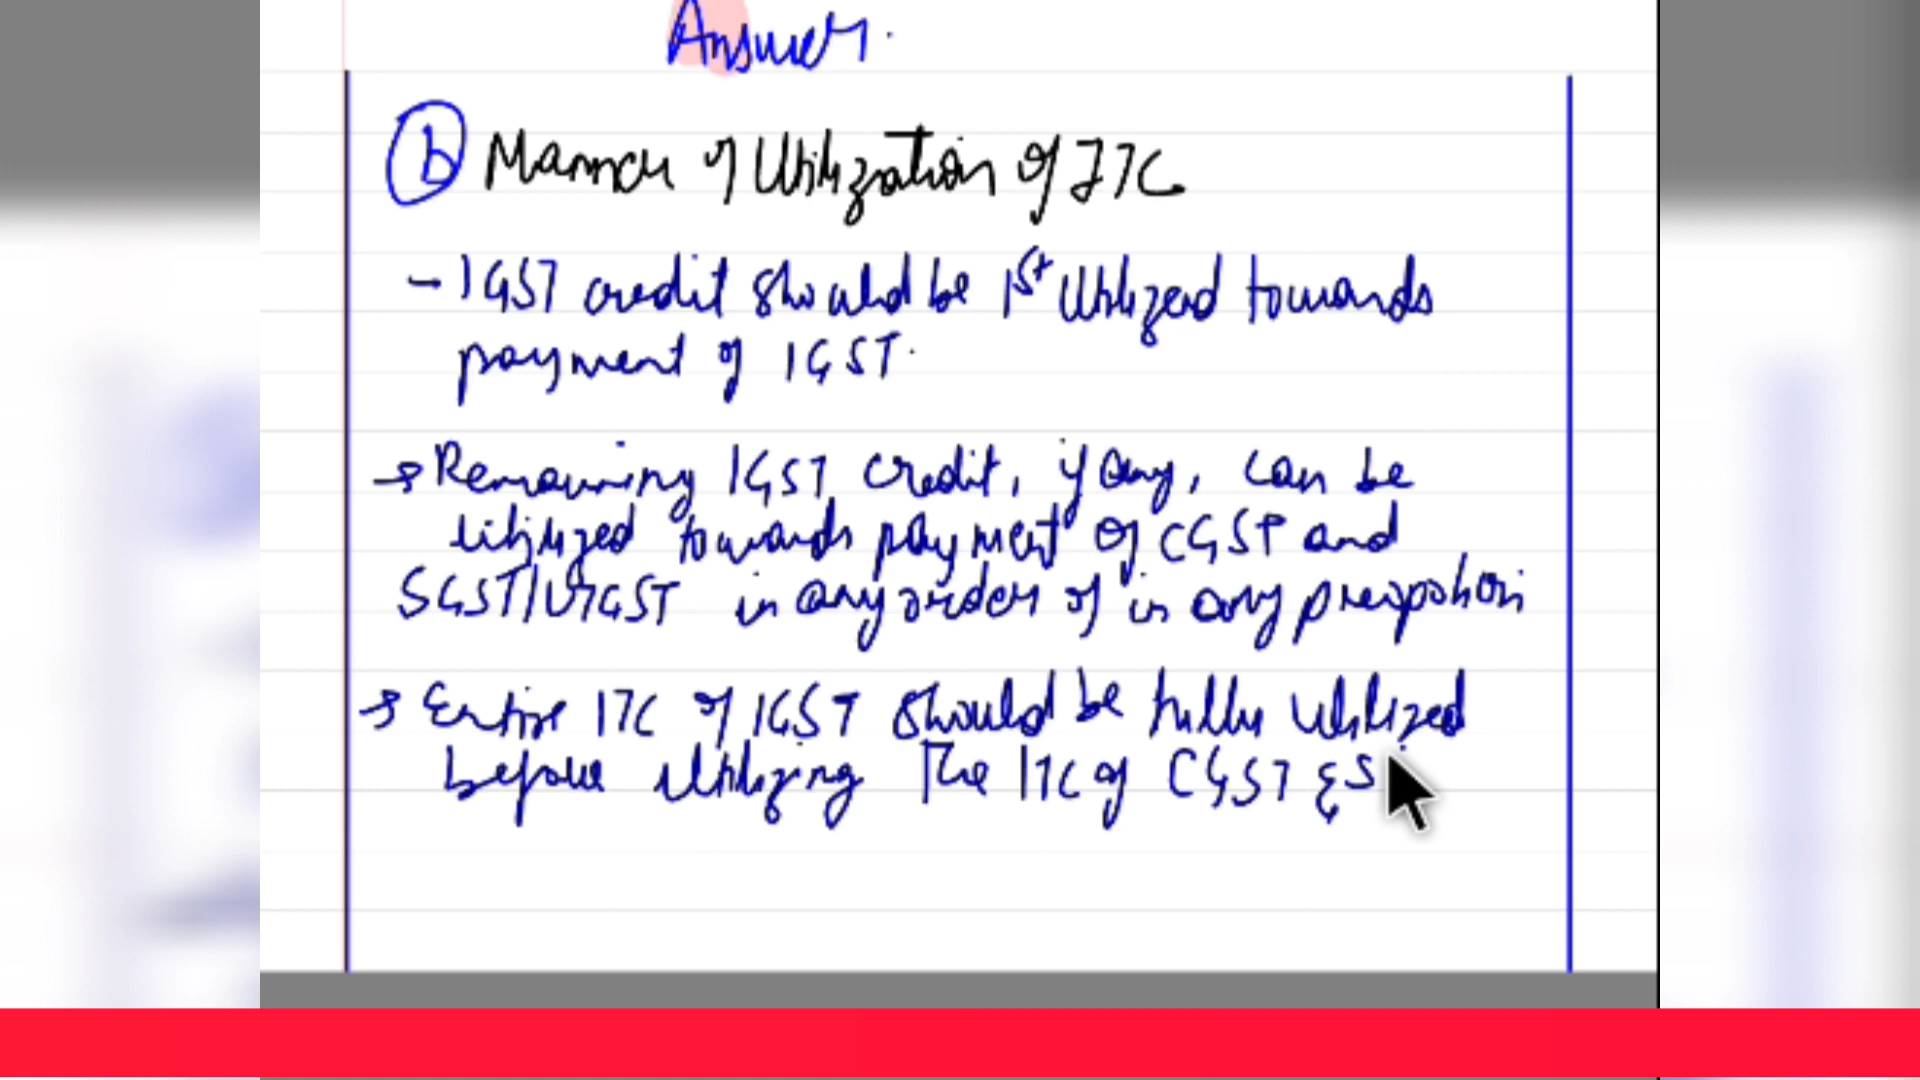 Answer.
(b) Manner of Utilization of ITC
- IGST credit should be 1st Utilized towards
payment of IGST.
→ Remaining IGST credit, if any, can be
utilized towards payment of CGST and
SGST/UTGST in any order of in any proportion
→ Entire ITC of IGST should be fully utilized
before utilizing The ITC of CGST & S